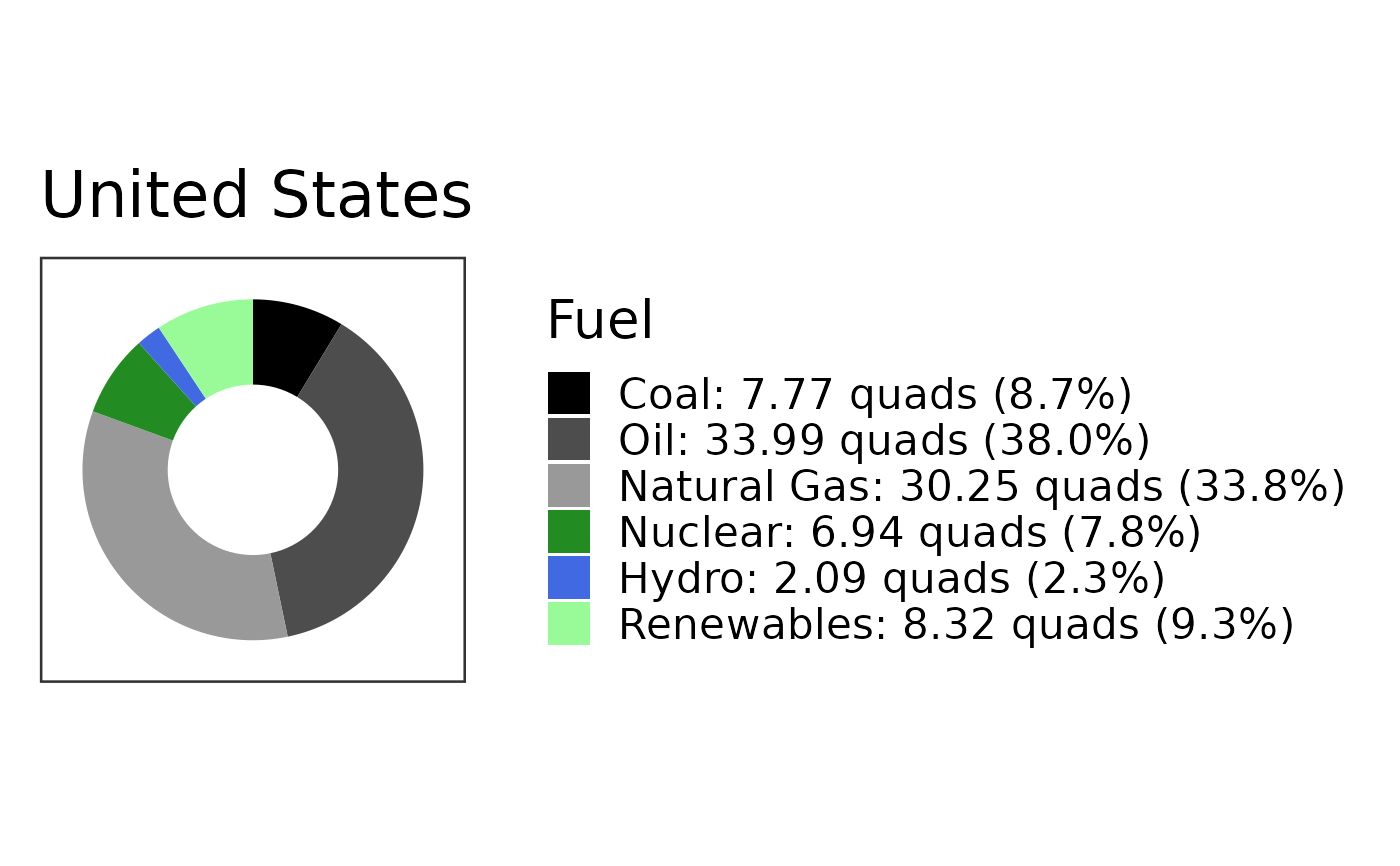 United States
Fuel
Coal: 7.77 quads (8.7%)
Oil: 33.99 quads (38.0%)
Natural Gas: 30.25 quads (33.8%)
Nuclear: 6.94 quads (7.8%)
Hydro: 2.09 quads (2.3%)
Renewables: 8.32 quads (9.3%)